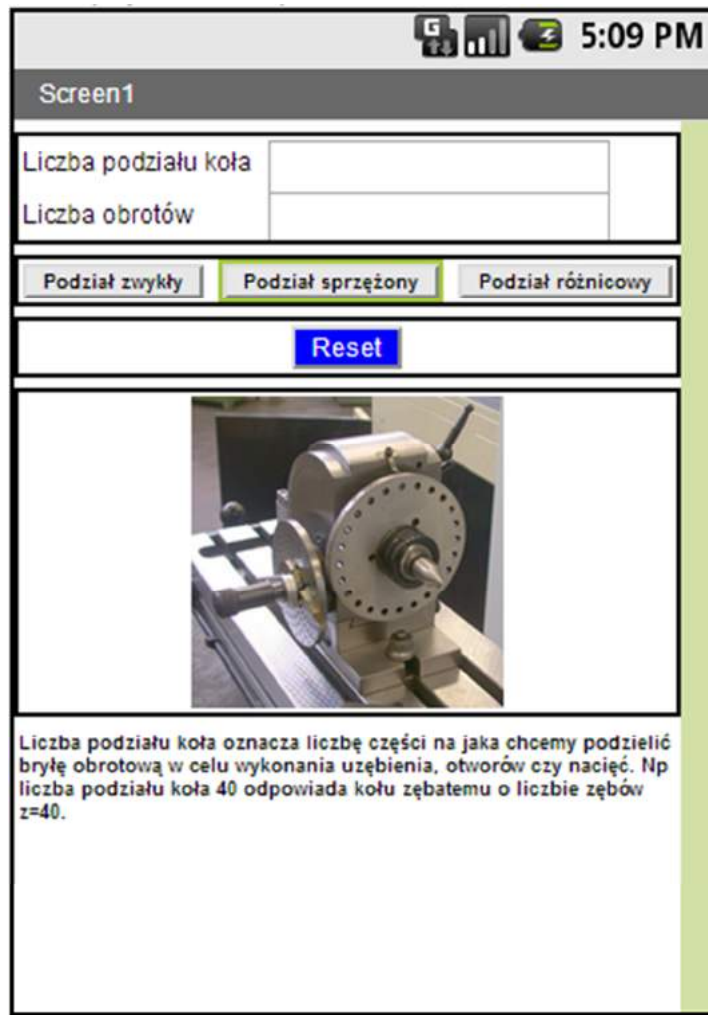 5:09 PM
Screen1
Liczba podziału koła
Liczba obrotów
Podział zwykły Podział sprzężony Podział różnicowy
Reset
Liczba podziału koła oznacza liczbę części na jaka chcemy podzielić
bryłę obrotową w celu wykonania uzębienia, otworów czy nacięć. Np
liczba podziału koła 40 odpowiada kołu zębatemu o liczbie zębów
z=40.